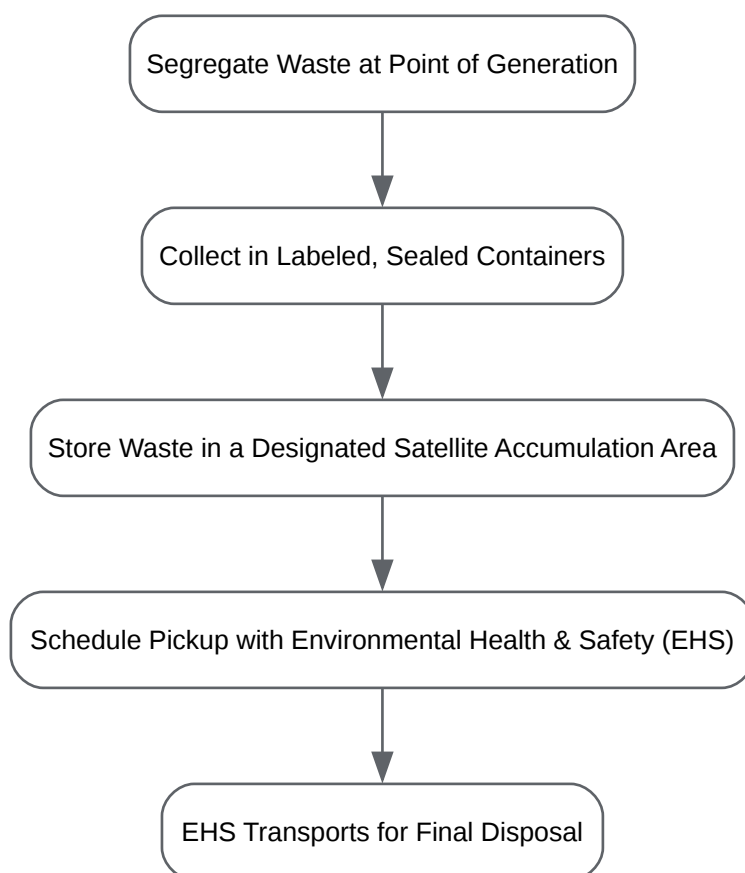 Segregate Waste at Point of Generation
Collect in Labeled, Sealed Containers
Store Waste in a Designated Satellite Accumulation Area
Schedule Pickup with Environmental Health & Safety (EHS)
EHS Transports for Final Disposal